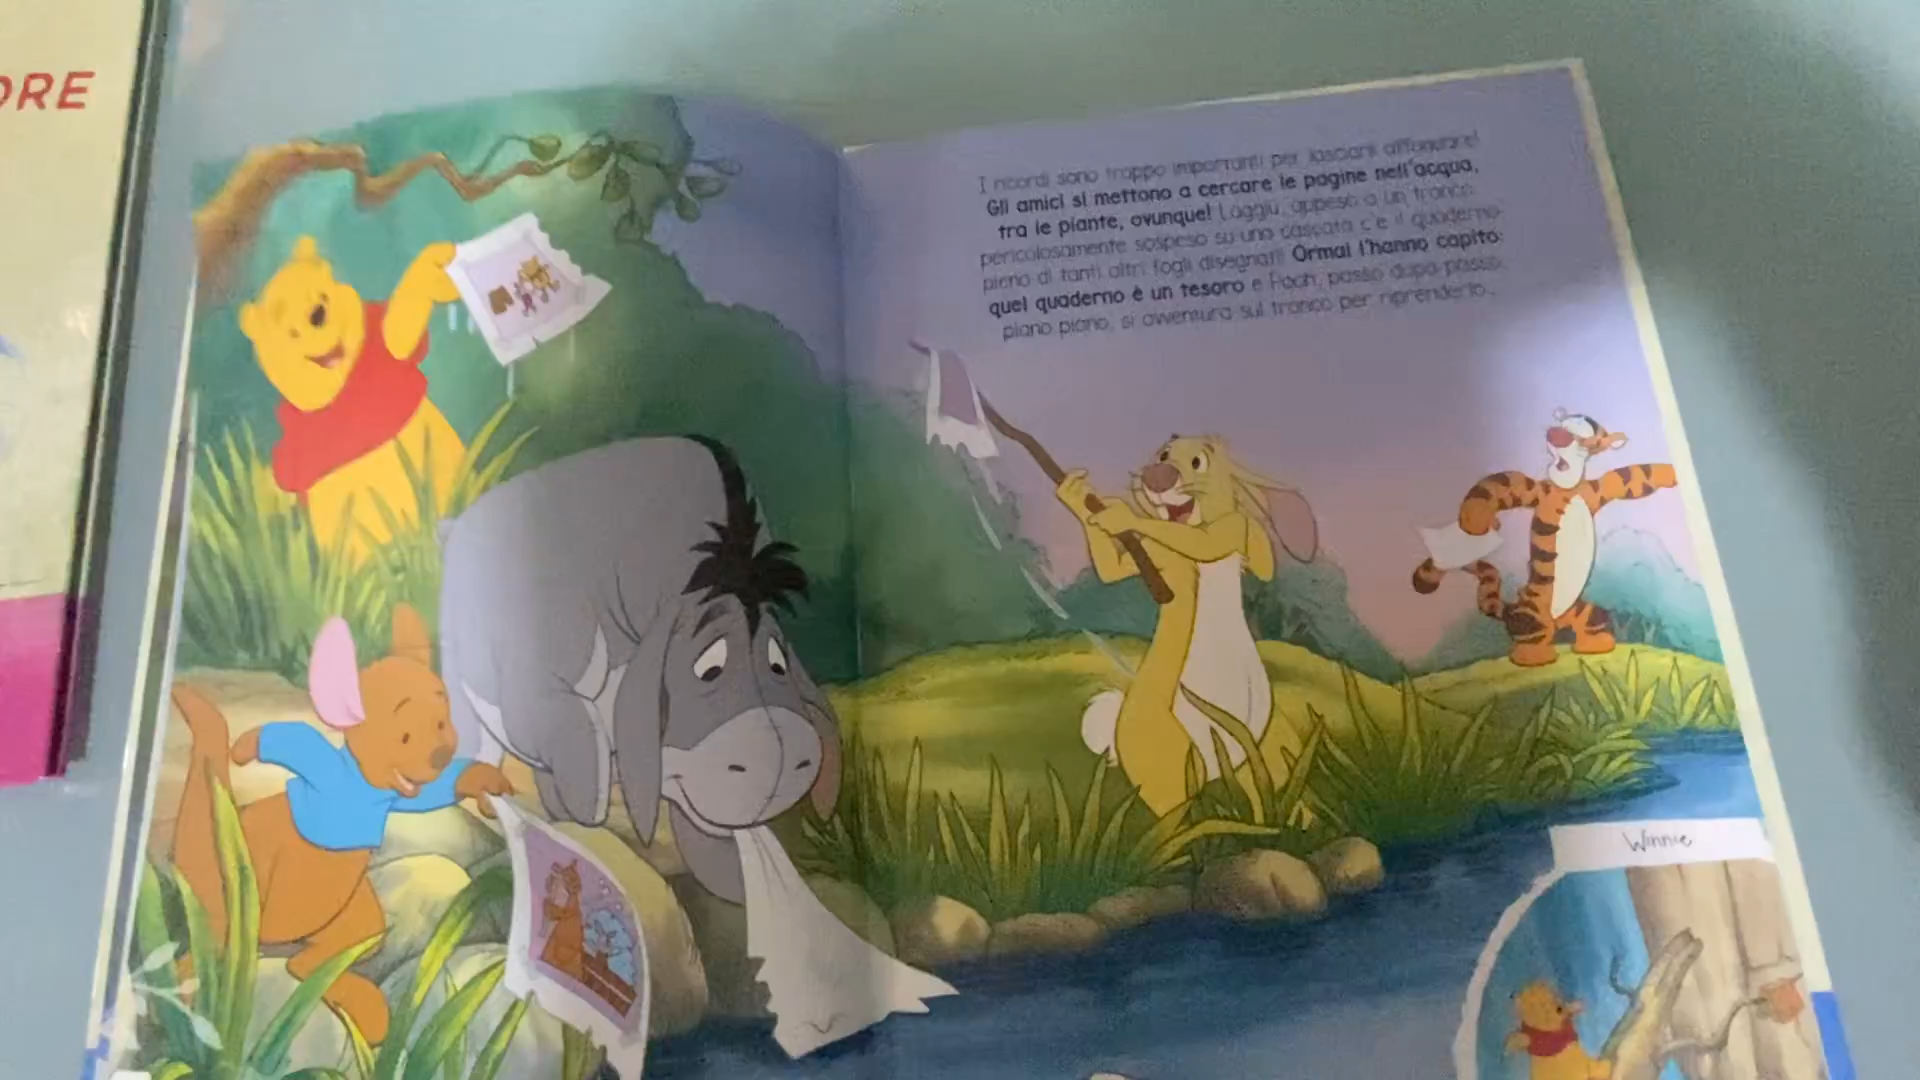 ORE
I ricordi sono troppo importanti per lasciarli affogare!
Gli amici si mettono a cercare le pagine nell'acqua,
tra le piante, ovunque! Laggiù, appeso a un tronco
pericolosamente sospeso su una cascata c'è il quaderno
pieno di tanti altri fogli disegnati! Ormai l'hanno capito:
quel quaderno è un tesoro e Pooh, passo dopo passo,
piano piano, si avventura sul tronco per riprenderlo...
Winnie